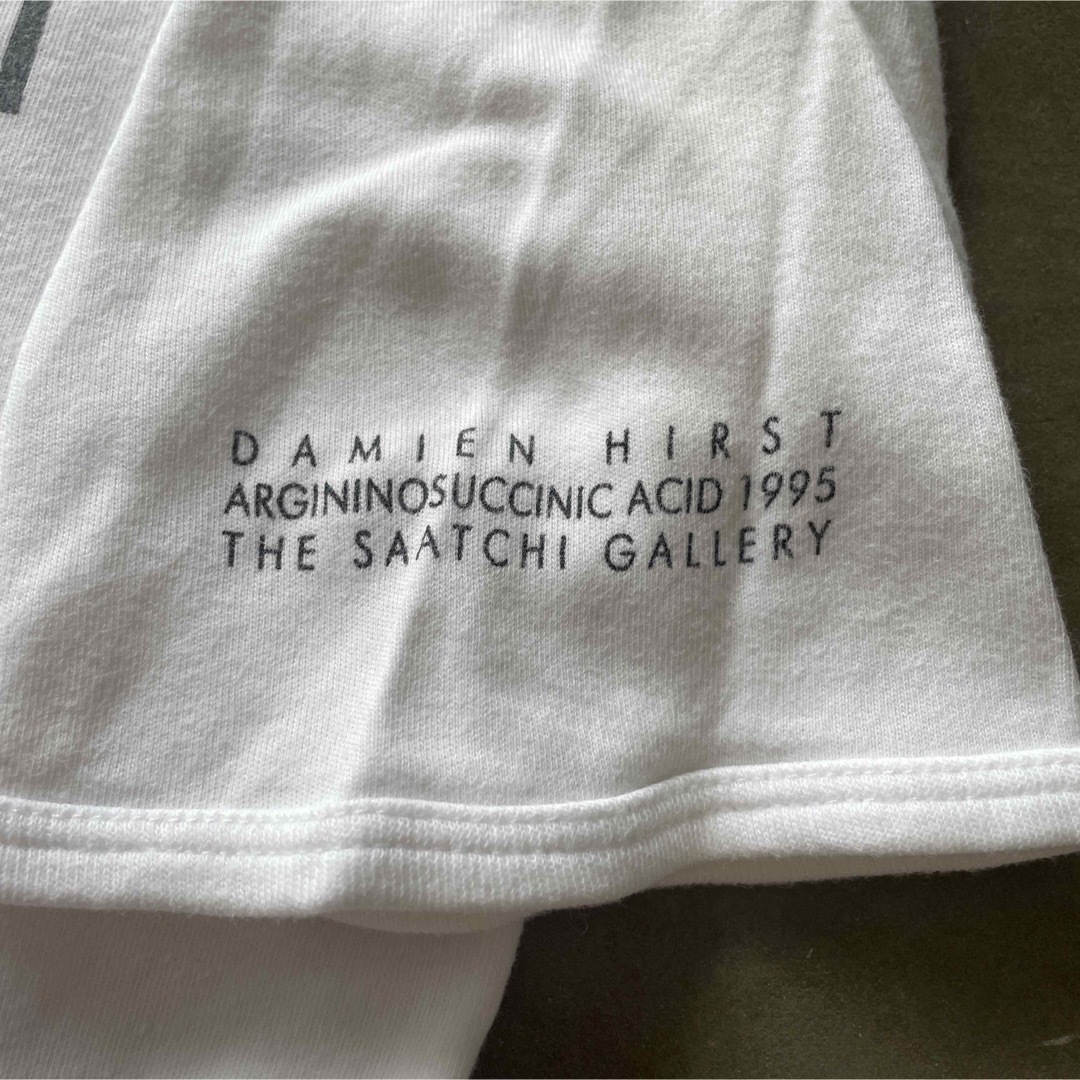 DAMIEN HIRST
ARGININOSUCCINIC ACID 1995
THE SAATCHI GALLERY